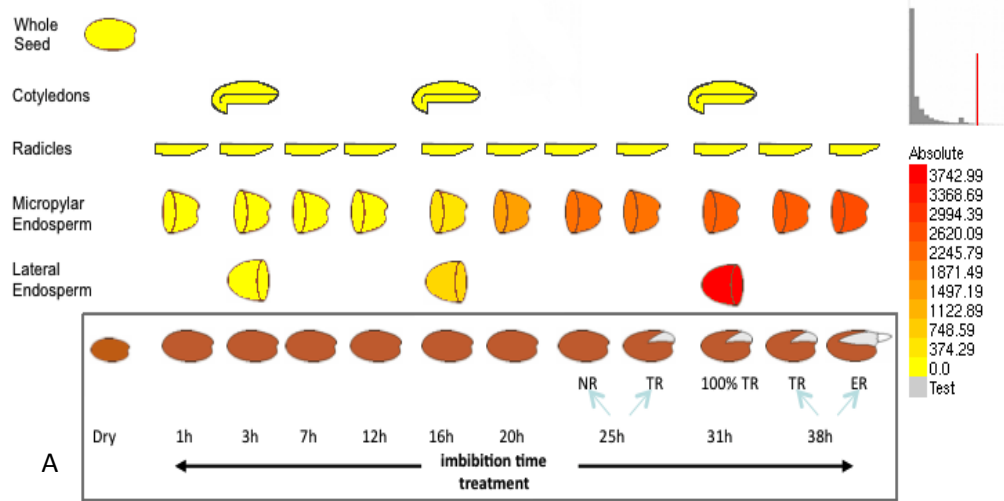 Whole
Seed
Cotyledons
Radicles
Micropylar
Endosperm
Lateral
Endosperm
Absolute
3742.99
3368.69
2994.39
2620.09
2245.79
1871.49
1497.19
1122.89
748.59
374.29
0.0
Test
NR TR 100% TR TR ER
Dry 1h 3h 7h 12h 16h 20h 25h 31h 38h
A
imbibition time
treatment